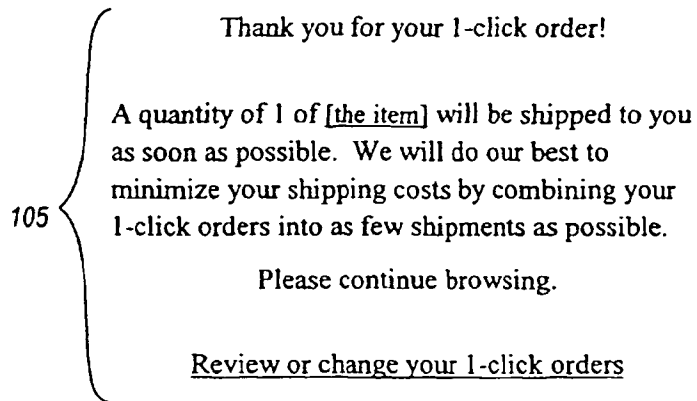 Thank you for your 1-click order!
A quantity of 1 of [the item] will be shipped to you
as soon as possible. We will do our best to
minimize your shipping costs by combining your
105
1-click orders into as few shipments as possible.
Please continue browsing.
Review or change your 1-click orders